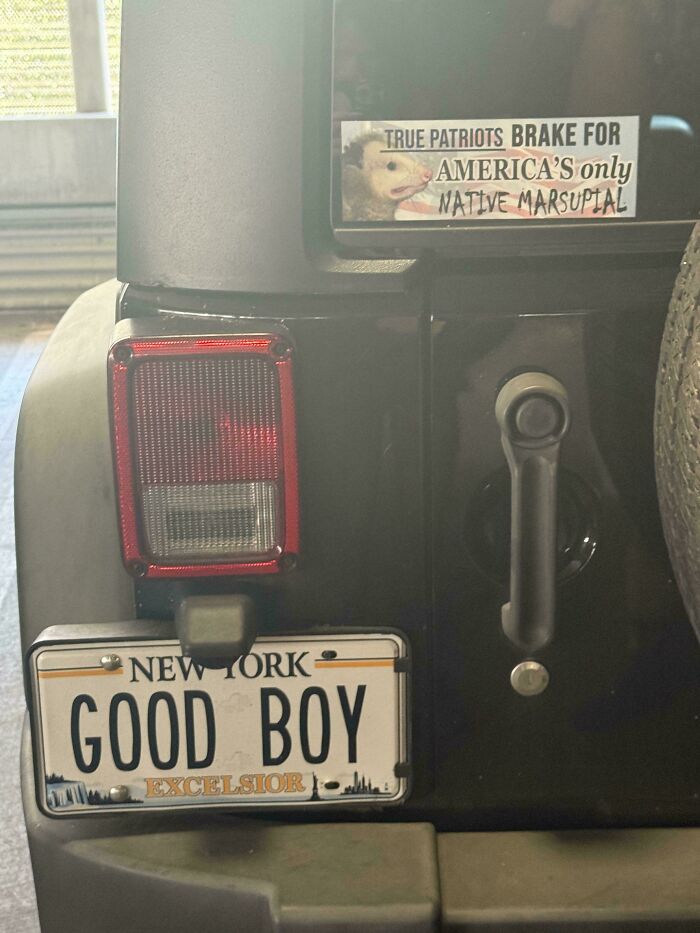 TRUE PATRIOTS BRAKE FOR
AMERICA'S only
NATIVE MARSUPIAL
NEW YORK
GOOD BOY
EXCELSIOR